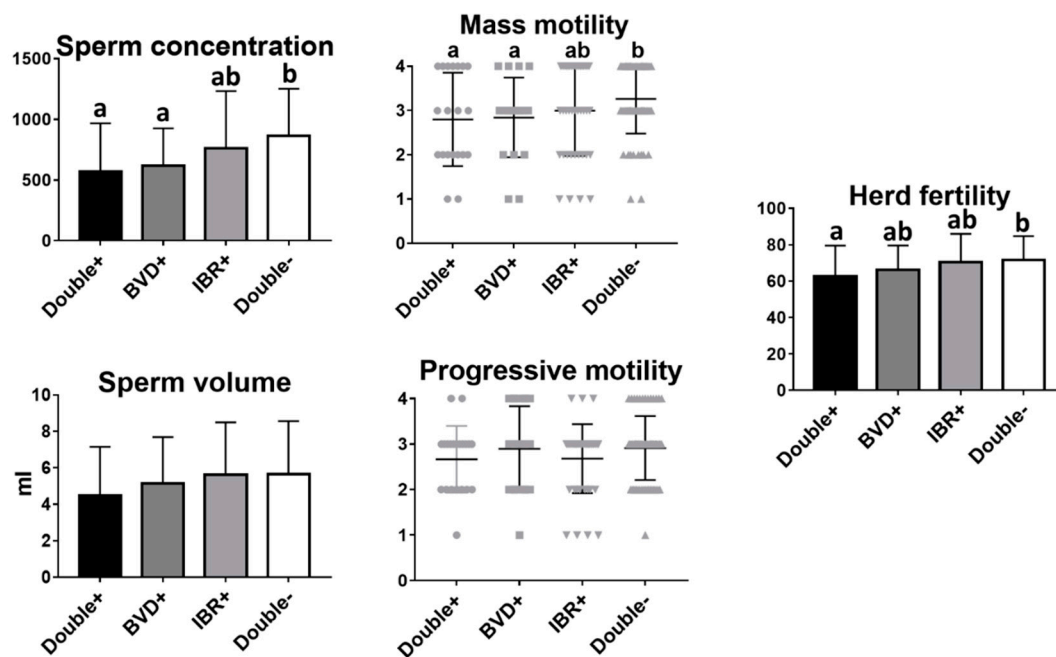 Sperm concentration
1500
1000
500
0
a
a
ab
b
Double+
BVD+
IBR+
Double-
Mass motility
4
3
2
1
0
a
a
ab
b
Double+
BVD+
IBR+
Double-
Herd fertility
100
80
60
40
20
0
a
ab
ab
b
Double+
BVD+
IBR+
Double-
Sperm volume
ml
10
8
6
4
2
0
Double+
BVD+
IBR+
Double-
Progressive motility
4
3
2
1
0
Double+
BVD+
IBR+
Double-